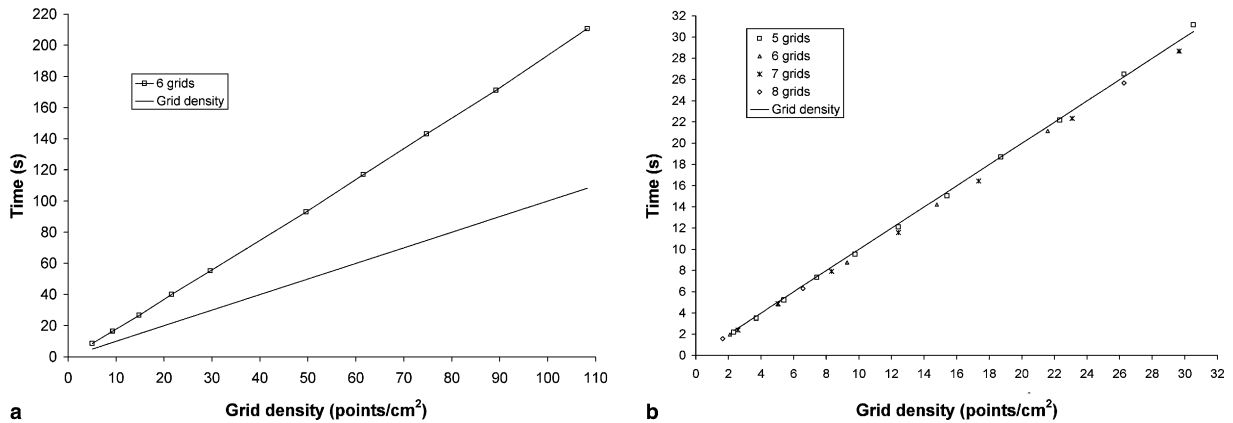 220
200
180
160
140
120
100
80
60
40
20
0
Time (s)
6 grids
Grid density
0 10 20 30 40 50 60 70 80 90 100 110
Grid density (points/cm²)
a
32
30
28
26
24
22
20
18
16
14
12
10
8
6
4
2
0
Time (s)
5 grids
6 grids
7 grids
8 grids
Grid density
0 2 4 6 8 10 12 14 16 18 20 22 24 26 28 30 32
Grid density (points/cm²)
b